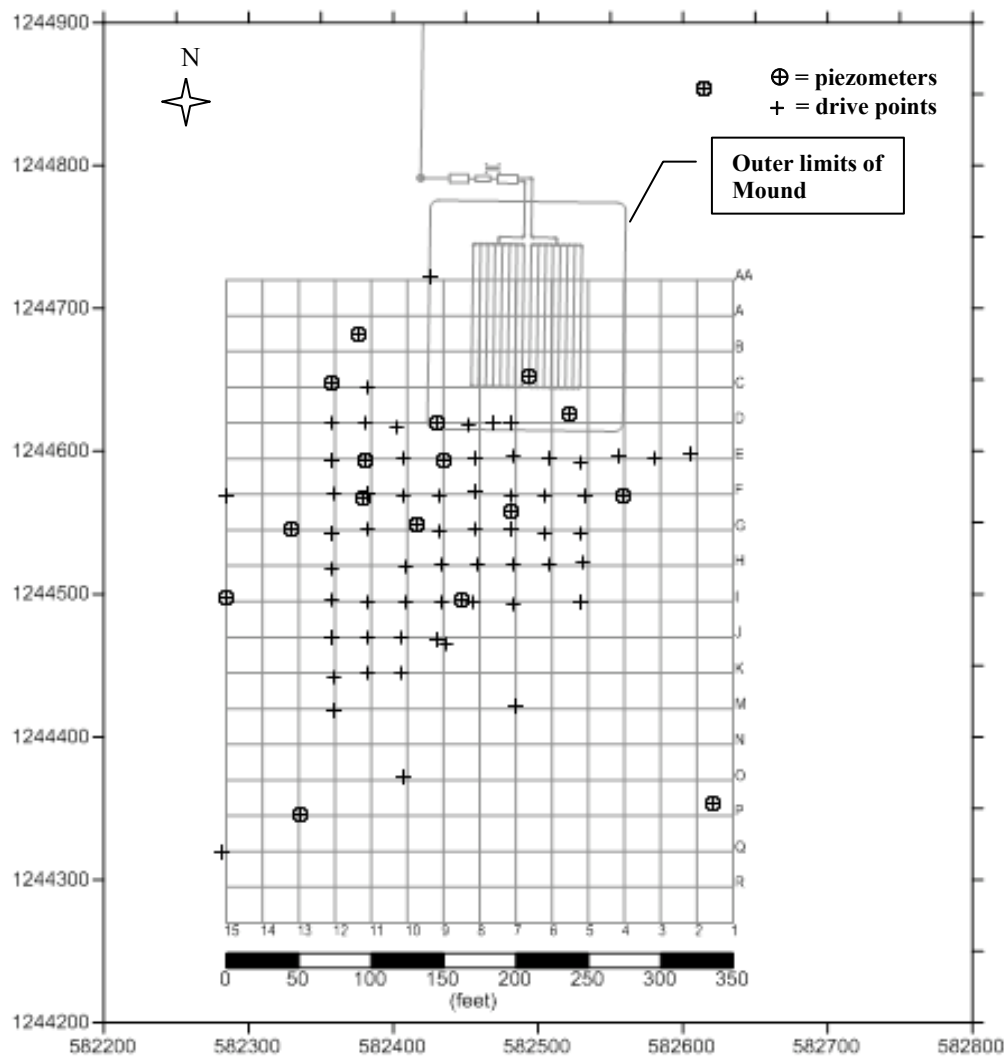 1244900
N
⊕ = piezometers
+ = drive points
1244800
Outer limits of
Mound
AA
1244700
A
B
C
D
1244600
E
F
G
H
1244500
I
J
K
M
1244400
N
O
P
Q
1244300
R
15 14 13 12 11 10 9 8 7 6 5 4 3 2 1
0 50 100 150 200 250 300 350
(feet)
1244200
582200 582300 582400 582500 582600 582700 582800